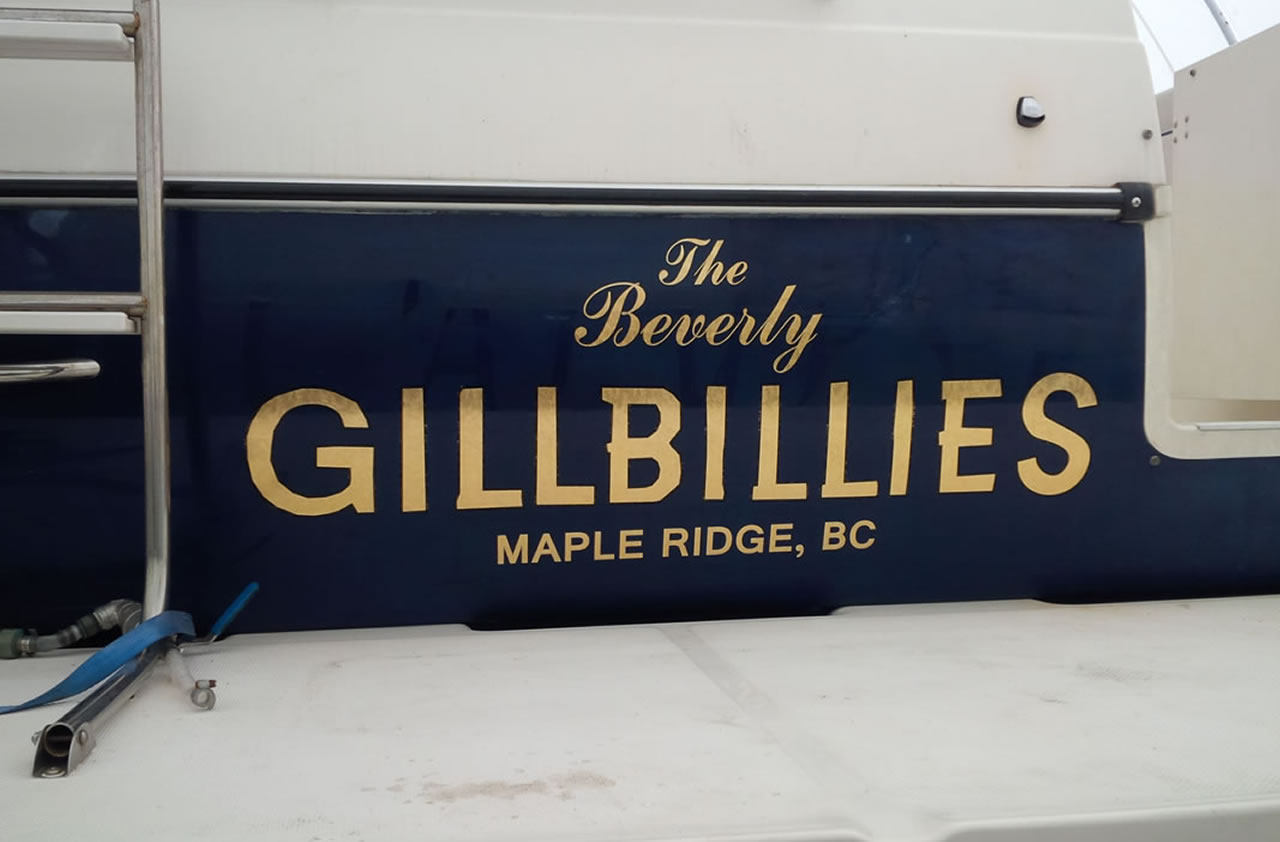 The
Beverly
GILLBILLIES
MAPLE RIDGE, BC